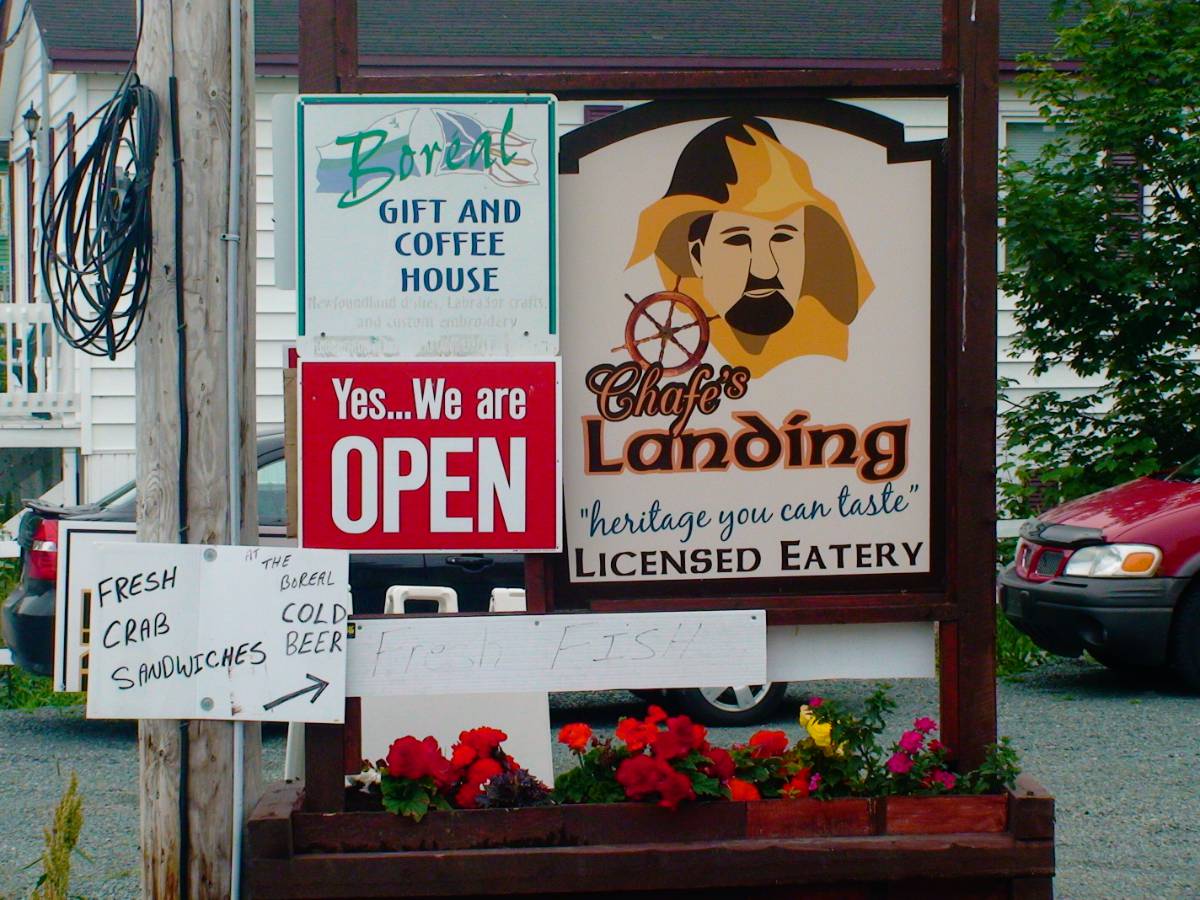 Boréal
GIFT AND
COFFEE
HOUSE
Newfoundland dishes, Labrador crafts,
and custom embroidery
Yes...We are
OPEN
Chafe's
Landing
"heritage you can taste"
LICENSED EATERY
FRESH
CRAB
SANDWICHES
AT THE
BOREAL
COLD
BEER
Fresh FISH